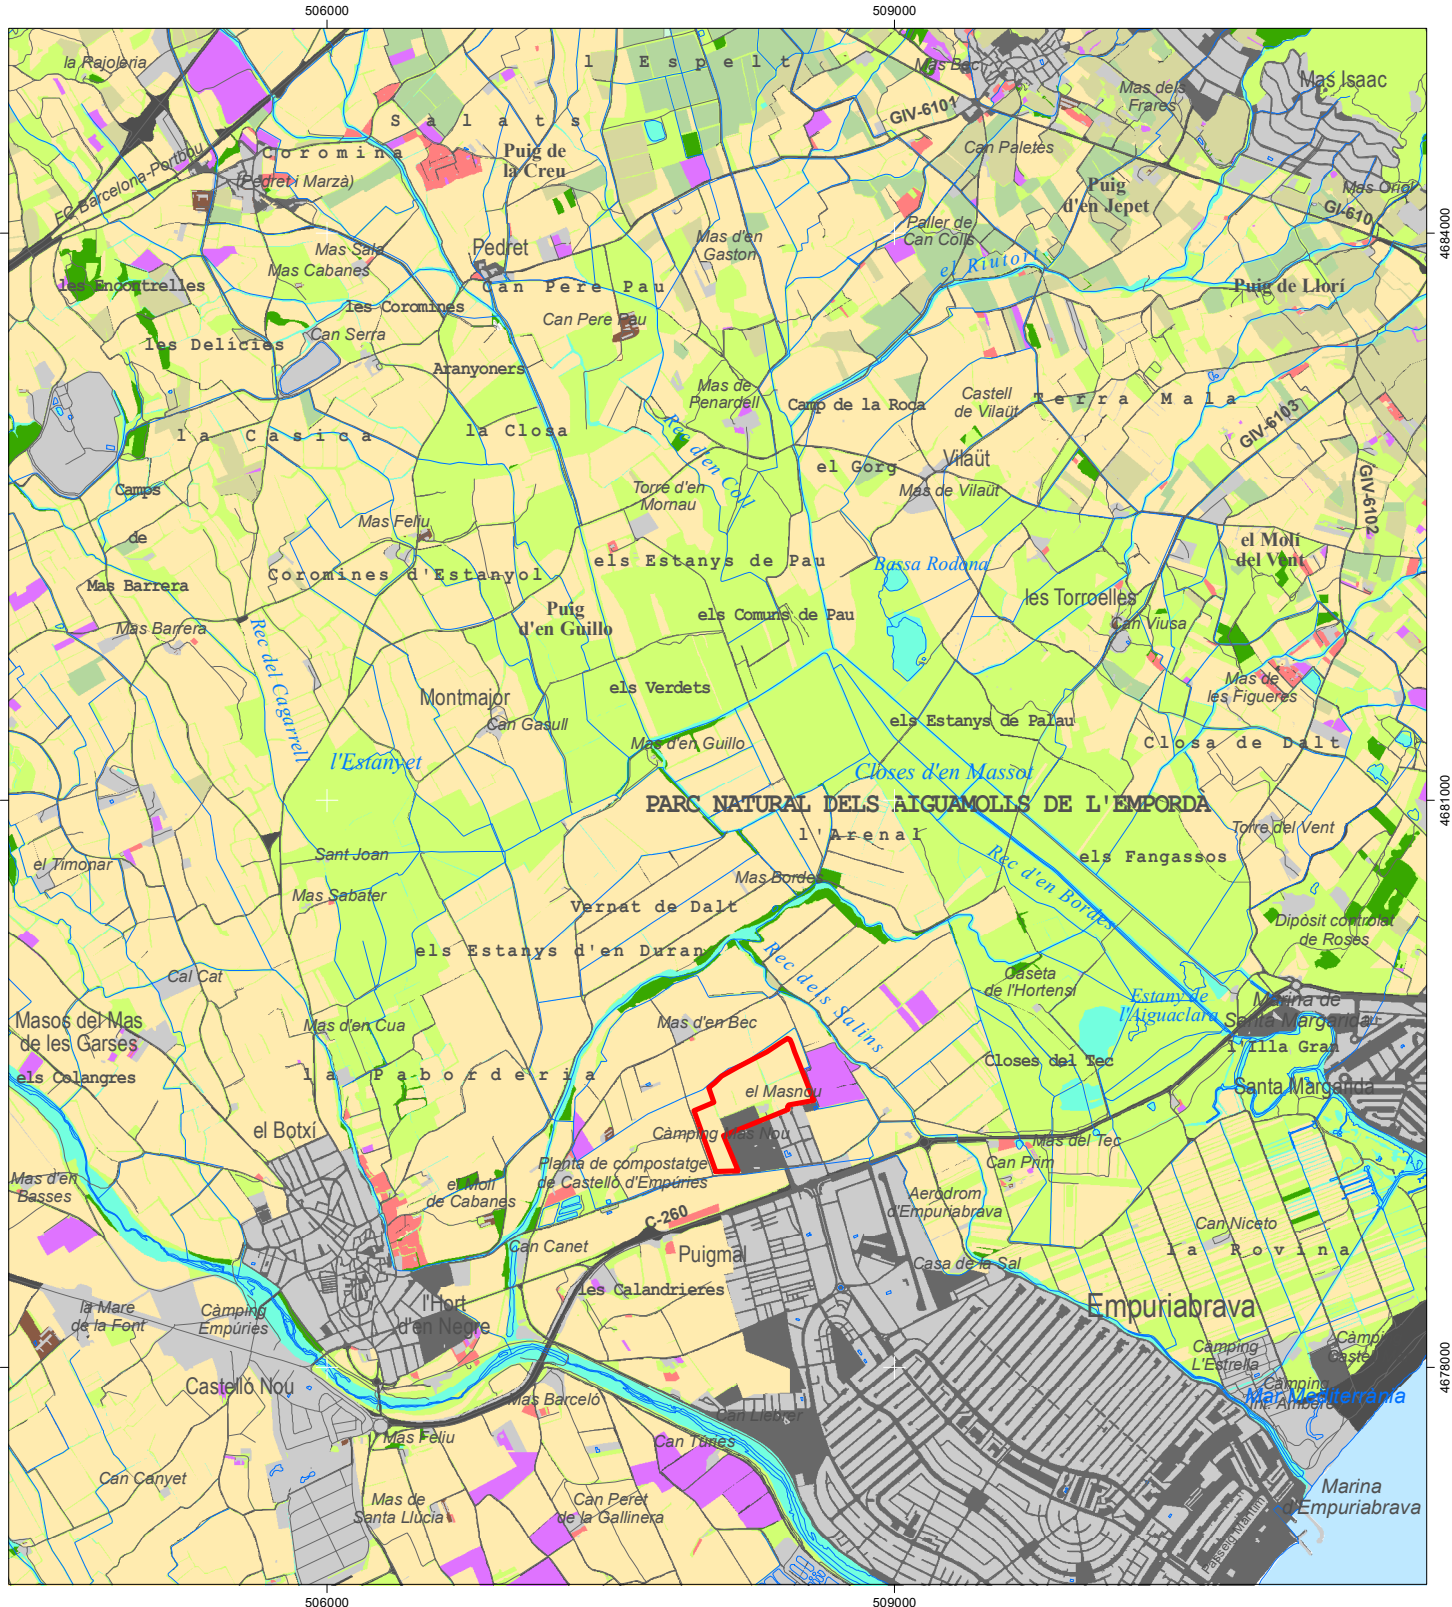 506000
509000
la Rajoleria
l'Espelt
Mas Bec
Mas Isaac
Mas dels
Frares
GIV-6101
Salats
Coromina
Puig de
la Creu
Can Paletes
FC Barcelona-Portbou
(Pedret i Marzà)
Puig
d'en Jepet
Mas Oriol
GI-610
4684000
4684000
Mas Sala
Pedret
Mas d'en
Gaston
Paller de
Can Colls
Mas Cabanes
el Riutort
les Encontrelles
Can Pere Pau
Puig de Llorí
les Coromines
Can Pere Pau
les Delícies
Can Serra
Aranyoners
Mas de
Penardell
Camp de la Roca
Castell
de Vilaüt
Terra Mala
GIV-6103
la Casica
la Closa
Rec d'en Coll
el Gorg
Vilaüt
Camps
de
Mas Barrera
Torre d'en
Mornau
Mas de Vilaüt
GIV-6102
Mas Feliu
el Molí
del Vent
Coromines d'Estanyol
els Estanys de Pau
Bassa Rodona
Puig
d'en Guillo
els Comuns de Pau
les Torroelles
Can Viusa
Mas Barrera
Rec del Cagarrell
Montmajor
els Verdets
Mas de
les Figueres
Can Gasull
els Estanys de Palau
Mas d'en Guillo
Closa de Dalt
l'Estanyet
Closes d'en Massot
PARC NATURAL DELS AIGUAMOLLS DE L'EMPORDÀ
4681000
l'Arenal
Torre del Vent
Sant Joan
el Timonar
els Fangassos
Rec d'en Bordes
Mas Bordes
Mas Sabater
Vernat de Dalt
Dipòsit controlat
de Roses
els Estanys d'en Duran
Rec dels Salins
Cal Cat
Caseta
de l'Hortensi
Estany de
l'Aiguaclara
Marina de
Santa Margarida
Masos del Mas
de les Garses
Mas d'en Cua
Mas d'en Bec
l'Illa Gran
els Colangres
la Paborderia
Closes del Tec
el Masnou
Santa Margarida
el Botxí
Càmping Mas Nou
Mas del Tec
Mas d'en
Basses
el Molí
de Cabanes
Planta de compostatge
de Castelló d'Empúries
Can Prim
Aeròdrom
d'Empuriabrava
C-260
Can Niceto
Can Canet
Puigmal
Casa de la Sal
la Rovina
les Calandrieres
la Mare
de la Font
Càmping
Empúries
l'Hort
d'en Negre
Empuriabrava
Càmping
L'Estrella
4678000
Castelló Nou
Càmping
Mar Mediterrània
Mas Barceló
Can Llebrer
Mas Feliu
Can Túries
Can Canyet
Mas de
Santa Llúcia
Can Peret
de la Gallinera
Marina
d'Empuriabrava
Passeig Marítim
506000
509000